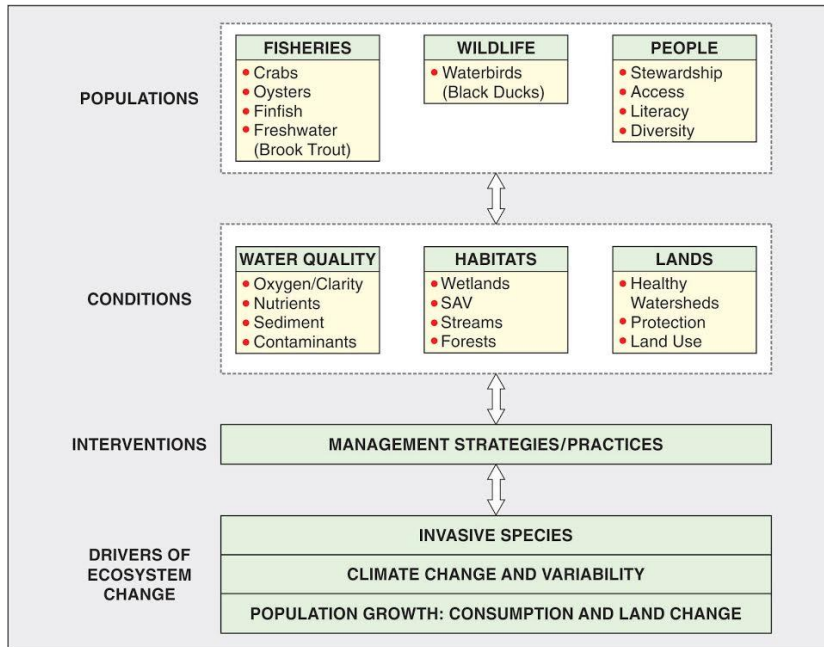 POPULATIONS
FISHERIES
Crabs
Oysters
Finfish
Freshwater
(Brook Trout)
WILDLIFE
Waterbirds
(Black Ducks)
PEOPLE
Stewardship
Access
Literacy
Diversity
CONDITIONS
WATER QUALITY
Oxygen/Clarity
Nutrients
Sediment
Contaminants
HABITATS
Wetlands
SAV
Streams
Forests
LANDS
Healthy
Watersheds
Protection
Land Use
INTERVENTIONS
MANAGEMENT STRATEGIES/PRACTICES
DRIVERS OF
ECOSYSTEM
CHANGE
INVASIVE SPECIES
CLIMATE CHANGE AND VARIABILITY
POPULATION GROWTH: CONSUMPTION AND LAND CHANGE